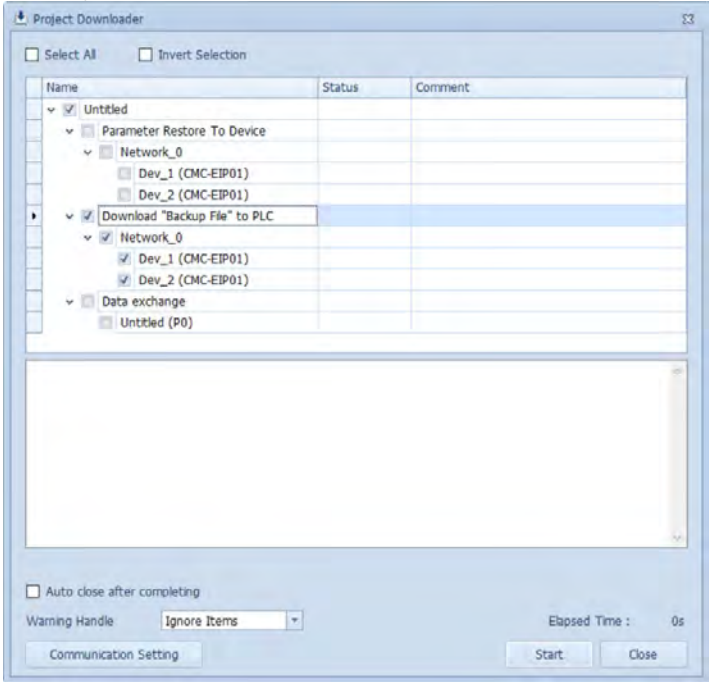 Project Downloader
Select All Invert Selection
Name Status Comment
Untitled
Parameter Restore To Device
Network_0
Dev_1 (CMC-EIP01)
Dev_2 (CMC-EIP01)
Download "Backup File" to PLC
Network_0
Dev_1 (CMC-EIP01)
Dev_2 (CMC-EIP01)
Data exchange
Untitled (P0)
Auto close after completing
Warning Handle Ignore Items Elapsed Time : 0s
Communication Setting Start Close